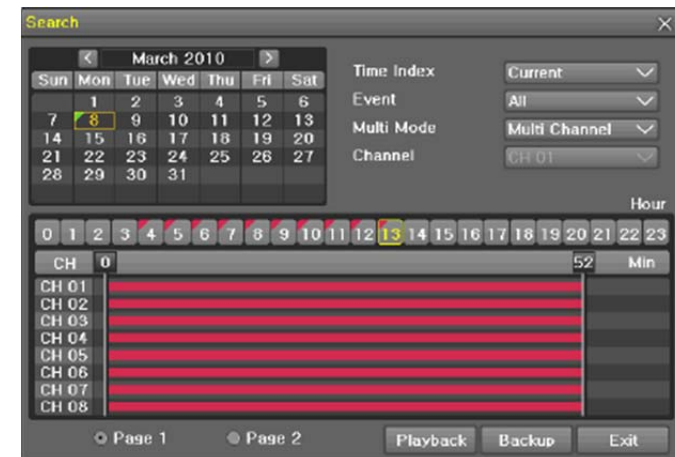 Search
March 2010
Sun Mon Tue Wed Thu Fri Sat
1 2 3 4 5 6
7 8 9 10 11 12 13
14 15 16 17 18 19 20
21 22 23 24 25 26 27
28 29 30 31
Time Index Current
Event All
Multi Mode Multi Channel
Channel CH 01
Hour
0 1 2 3 4 5 6 7 8 9 10 11 12 13 14 15 16 17 18 19 20 21 22 23
CH 0 52 Min
CH 01
CH 02
CH 03
CH 04
CH 05
CH 06
CH 07
CH 08
Page 1 Page 2 Playback Backup Exit